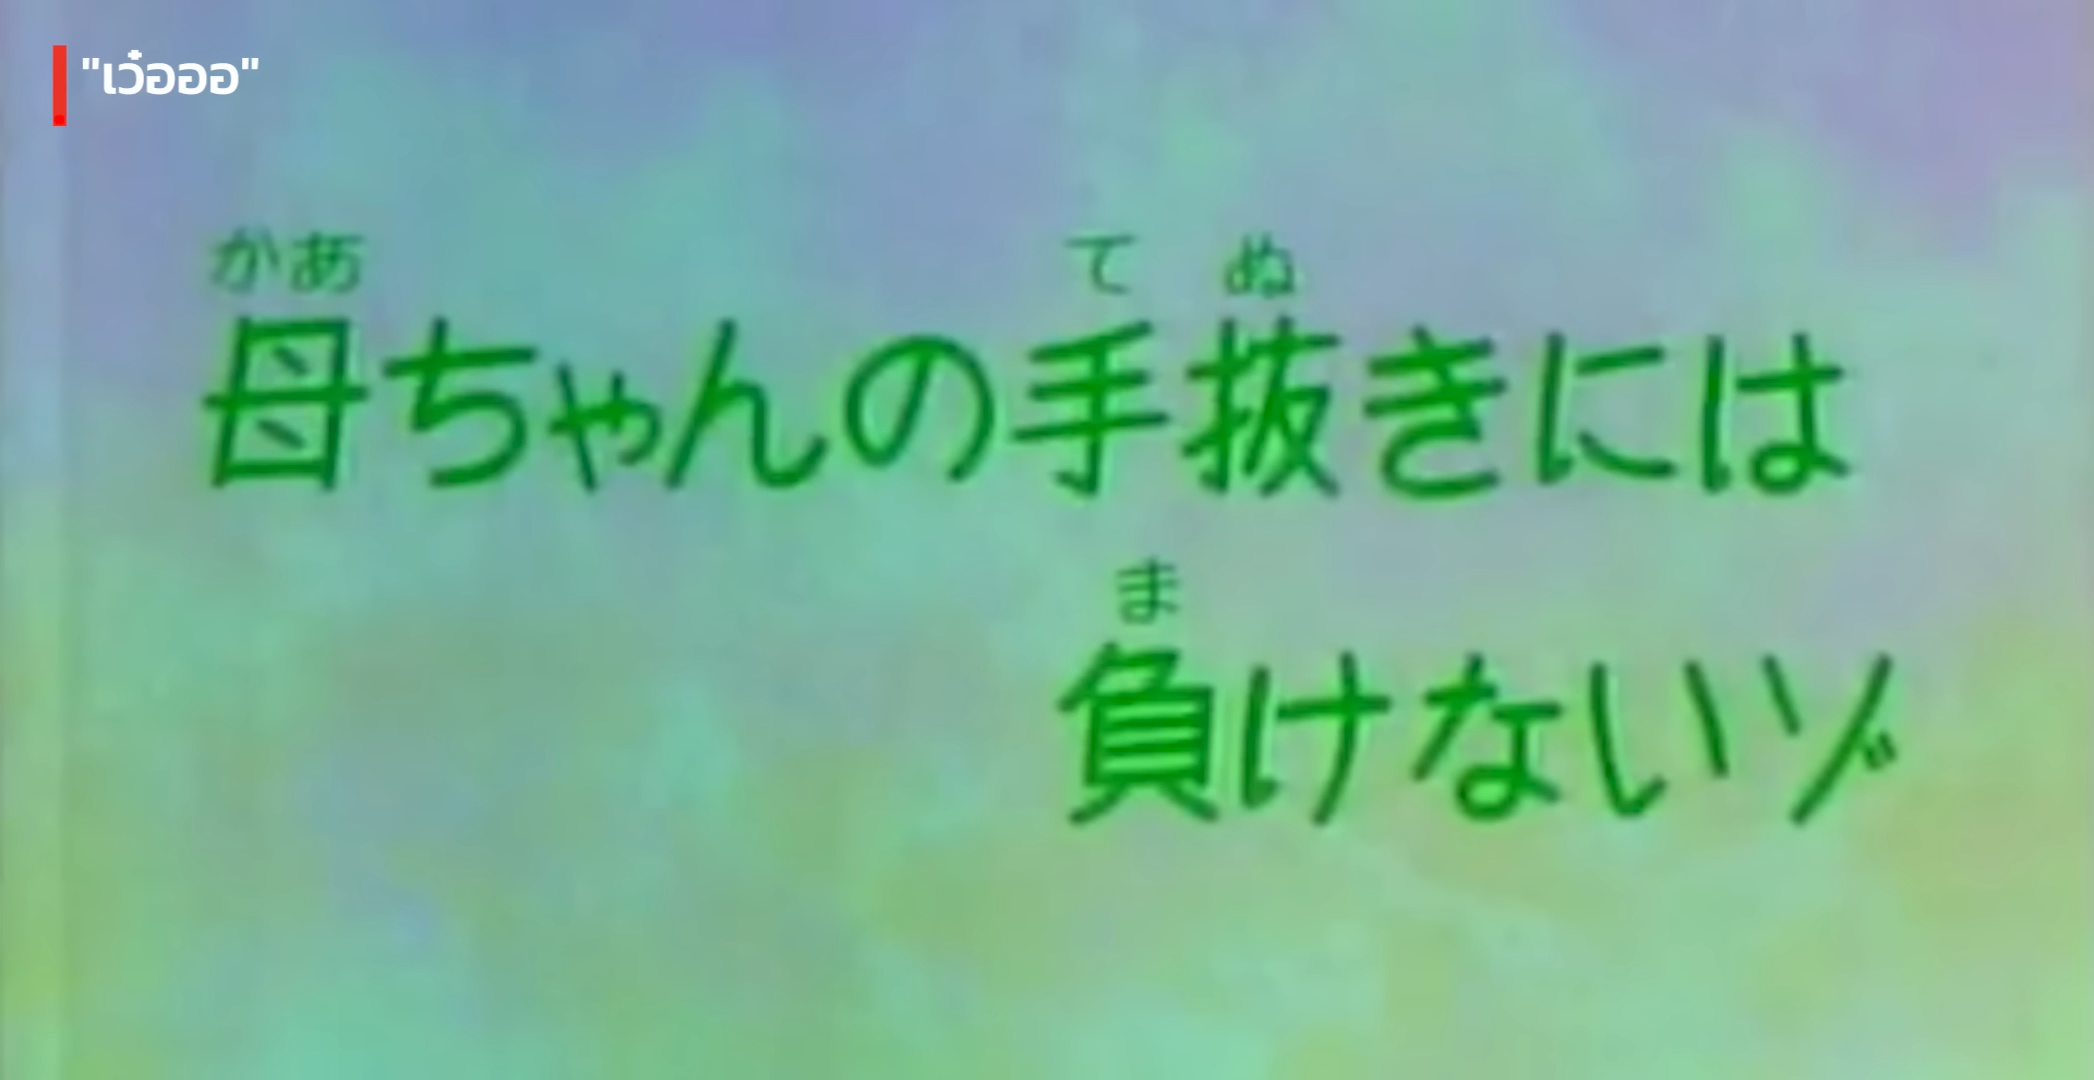 "เว๋อออ"
かあ て ぬ
母ちゃんの手抜きには
ま
負けないゾ